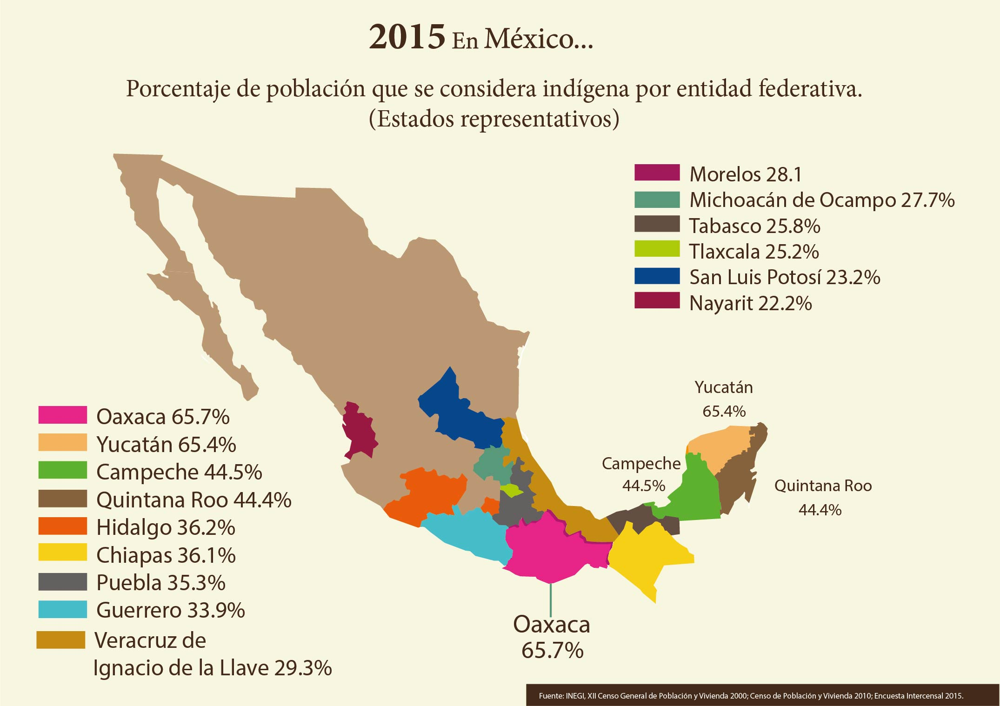 2015 En México...
Porcentaje de población que se considera indígena por entidad federativa.
(Estados representativos)
Morelos 28.1
Michoacán de Ocampo 27.7%
Tabasco 25.8%
Tlaxcala 25.2%
San Luis Potosí 23.2%
Nayarit 22.2%
Oaxaca 65.7%
Yucatán 65.4%
Campeche 44.5%
Quintana Roo 44.4%
Hidalgo 36.2%
Chiapas 36.1%
Puebla 35.3%
Guerrero 33.9%
Veracruz de
Ignacio de la Llave 29.3%
Yucatán
65.4%
Campeche
44.5%
Quintana Roo
44.4%
Oaxaca
65.7%
Fuente: INEGI, XII Censo General de Población y Vivienda 2000; Censo de Población y Vivienda 2010; Encuesta Intercensal 2015.